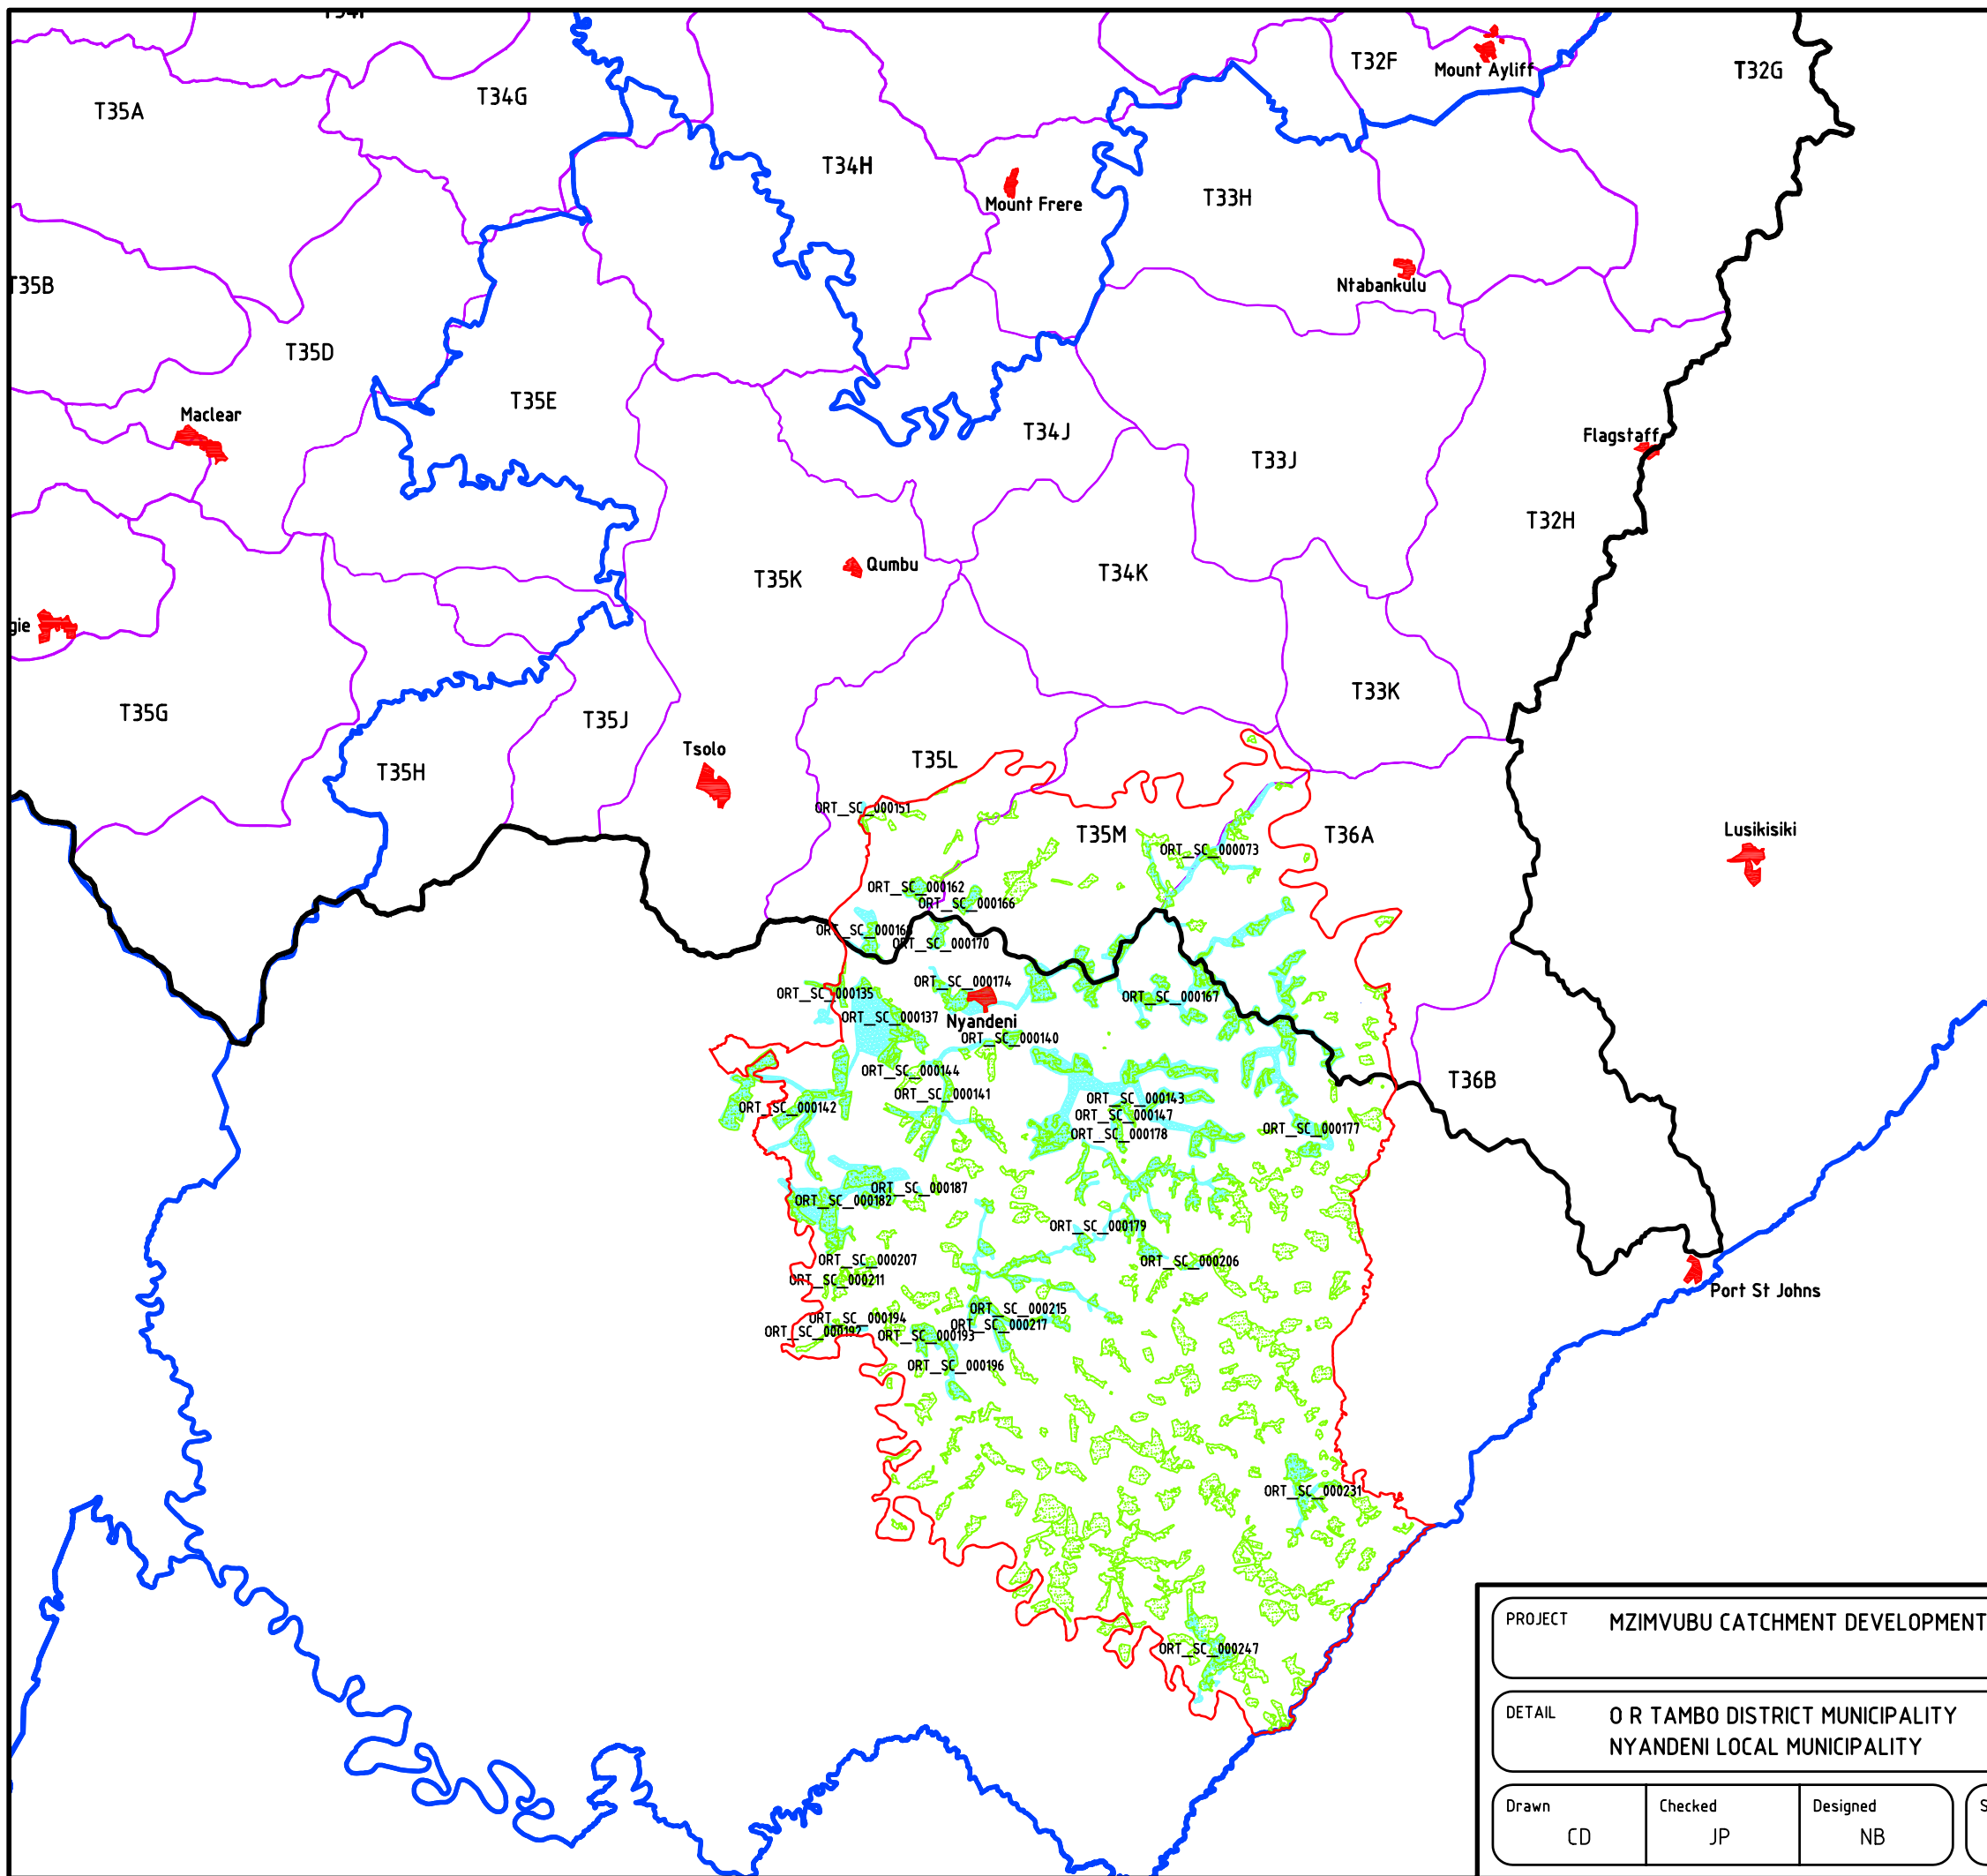 T32F
Mount Ayliff
T32G
T35A
T34G
T34H
Mount Frere
T33H
T35B
Ntabankulu
T35D
T35E
Maclear
T34J
Flagstaff
T33J
T32H
Qumbu
T35K
T34K
gie
T33K
T35G
T35J
Tsolo
T35L
T35H
ORT_SC_000151
T35M
T36A
Lusikisiki
ORT_SC_000073
ORT_SC_000162
ORT_SC_000166
ORT_SC_00016
ORT_SC_000170
ORT_SC_000174
ORT_SC_000135
ORT_SC_000167
ORT_SC_000137
Nyandeni
ORT_SC_000140
ORT_SC_000144
T36B
ORT_SC_000141
ORT_SC_000143
ORT_SC_000142
ORT_SC_000147
ORT_SC_000177
ORT_SC_000178
ORT_SC_000187
ORT_SC_000182
ORT_SC_000179
ORT_SC_000207
ORT_SC_000206
ORT_SC_000211
Port St Johns
ORT_SC_000215
ORT_SC_000194
ORT_SC_000217
ORT_SC_000192
ORT_SC_000193
ORT_SC_000196
ORT_SC_000231
ORT_SC_000247
PROJECT MZIMVUBU CATCHMENT DEVELOPMENT
DETAIL O R TAMBO DISTRICT MUNICIPALITY
NYANDENI LOCAL MUNICIPALITY
Drawn Checked Designed S
CD JP NB